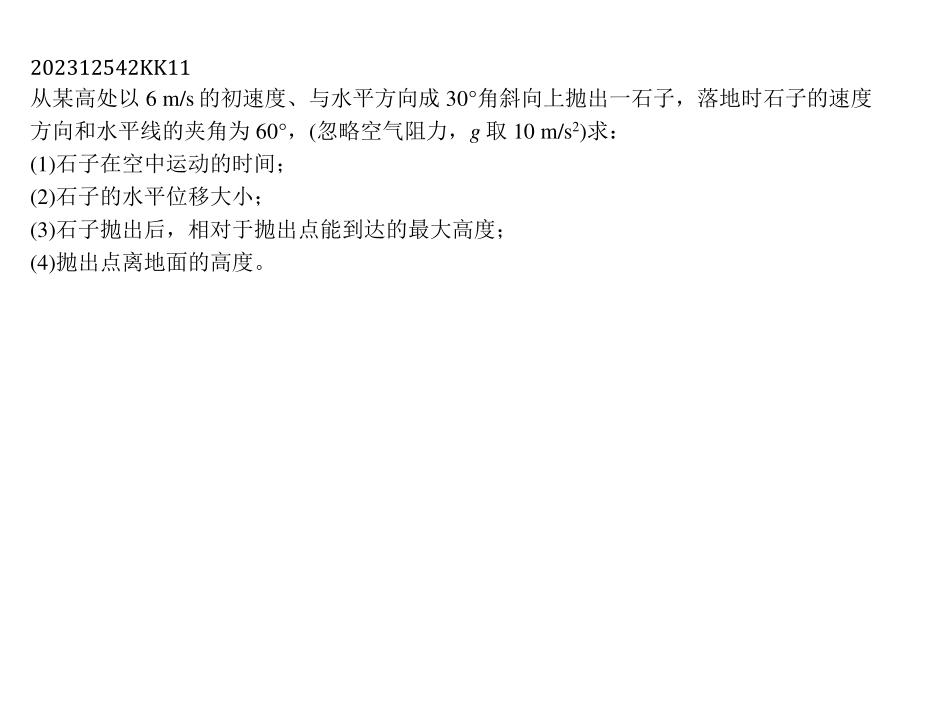 202312542KK11
从某高处以 6 m/s 的初速度、与水平方向成 30°角斜向上抛出一石子，落地时石子的速度
方向和水平线的夹角为 60°，(忽略空气阻力，g 取 10 m/s²)求：
(1)石子在空中运动的时间；
(2)石子的水平位移大小；
(3)石子抛出后，相对于抛出点能到达的最大高度；
(4)抛出点离地面的高度。